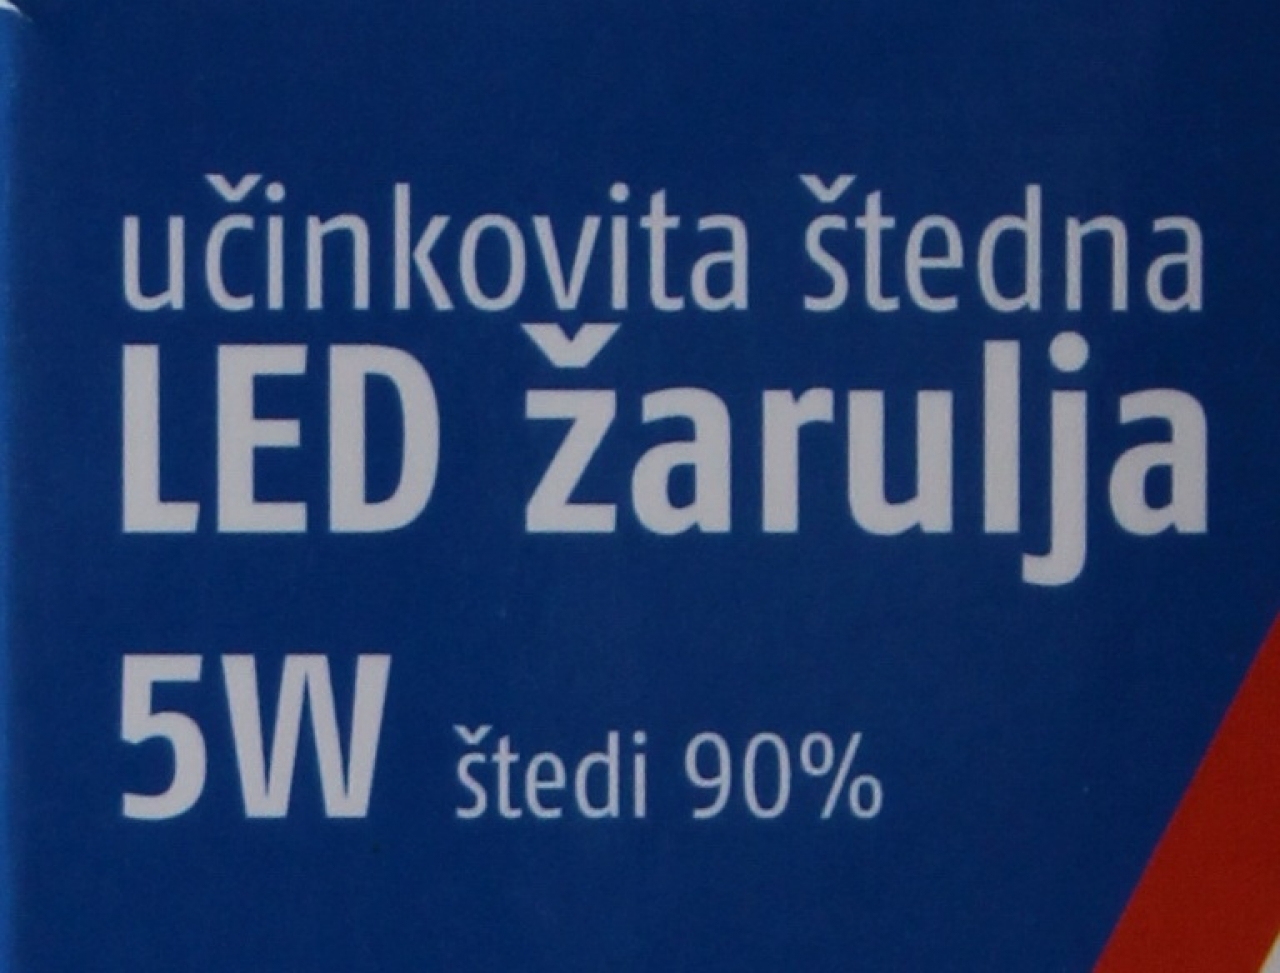 učinkovita štedna
LED žarulja
5W štedi 90%